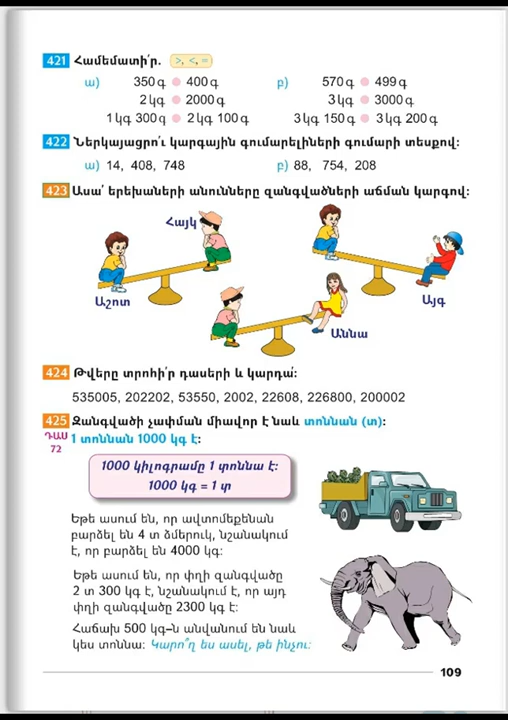 421 Համեմատի՛ր. >, <, =
ա) 350 գ 400 գ բ) 570 գ 499 գ
2 կգ 2000 գ 3 կգ 3000 գ
1 կգ 300 գ 2 կգ 100 գ 3 կգ 150 գ 3 կգ 200 գ
422 Ներկայացրո՛ւ կարգային գումարելիների գումարի տեսքով։
ա) 14, 408, 748 բ) 88, 754, 208
423 Ասա՛ երեխաների անունները զանգվածների աճման կարգով։
Հայկ
Աշոտ
Այգ
Աննա
424 Թվերը տրոհի՛ր դասերի և կարդա՛։
535005, 202202, 53550, 2002, 22608, 226800, 200002
425 Զանգվածի չափման միավոր է նաև տոննան (տ)։
ԴԱՍ 72
1 տոննան 1000 կգ է։
1000 կիլոգրամը 1 տոննա է։
1000 կգ = 1 տ
Եթե ասում են, որ ավտոմեքենան
բարձել են 4 տ ձմերուկ, նշանակում
է, որ բարձել են 4000 կգ։
Եթե ասում են, որ փղի զանգվածը
2 տ 300 կգ է, նշանակում է, որ այդ
փղի զանգվածը 2300 կգ է։
Հաճախ 500 կգ–ն անվանում են նաև
կես տոննա։ Կարո՞ղ ես ասել, թե ինչու։
109